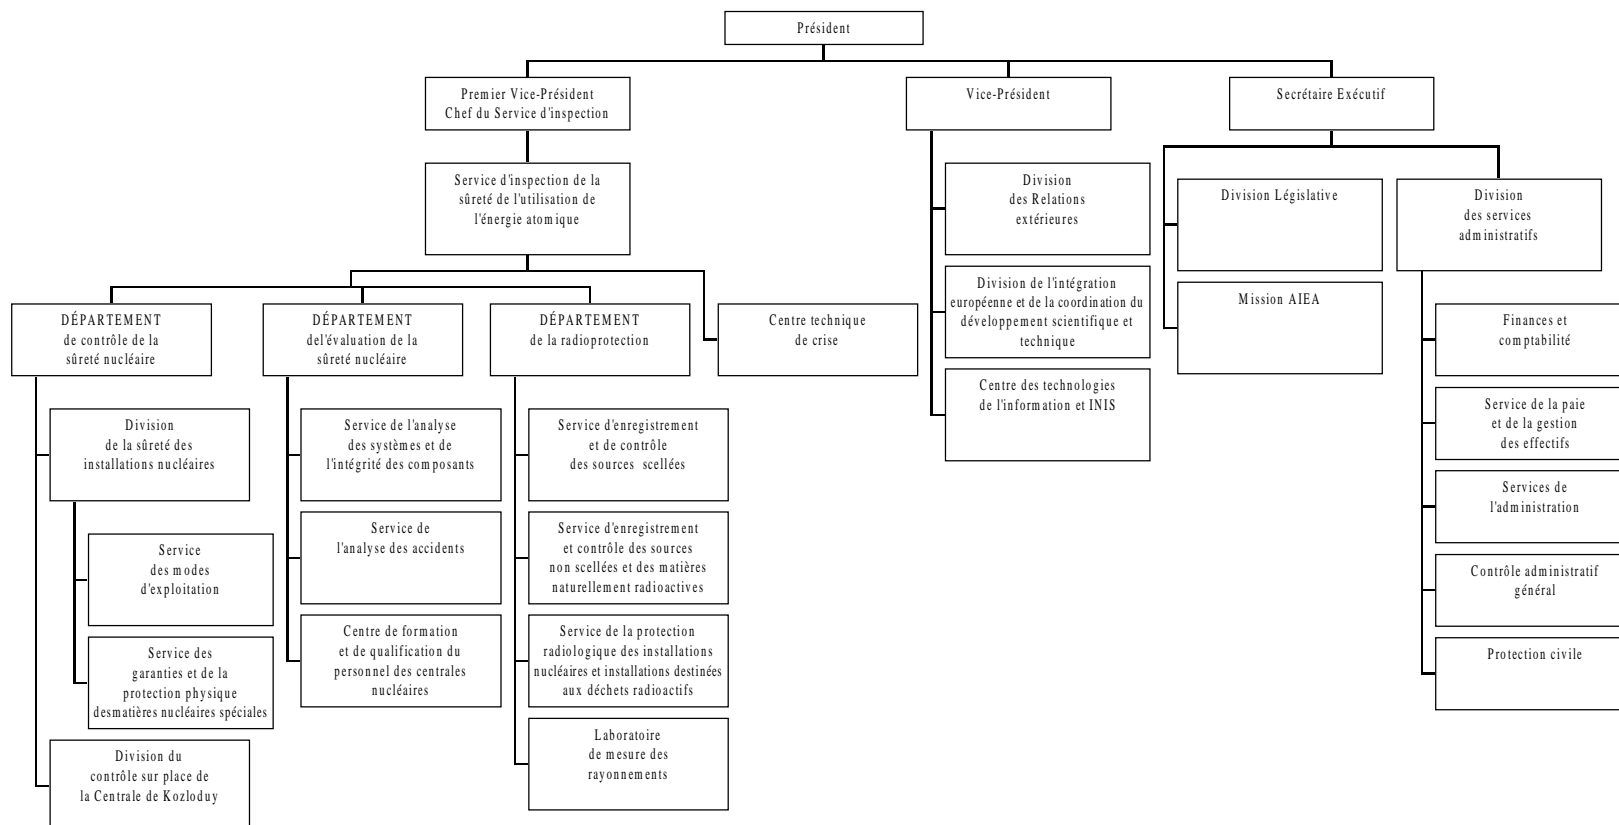 Président
Premier Vice-Président
Chef du Service d'inspection
Vice-Président
Secrétaire Exécutif
Service d'inspection de la
sûreté de l'utilisation de
l'énergie atomique
Division
des Relations
extérieures
Division Législative
Division
des services
administratifs
Division de l'intégration
européenne et de la coordination du
développement scientifique et
technique
Mission AIEA
DÉPARTEMENT
de contrôle de la
sûreté nucléaire
DÉPARTEMENT
del'évaluation de la
sûreté nucléaire
DÉPARTEMENT
de la radioprotection
Centre technique
de crise
Finances et
comptabilité
Centre des technologies
de l'information et INIS
Service de la paie
et de la gestion
des effectifs
Division
de la sûreté des
installations nucléaires
Service de l'analyse
des systèmes et de
l'intégrité des composants
Service d'enregistrement
et de contrôle
des sources scellées
Services de
l'administration
Service
des modes
d'exploitation
Service de
l'analyse des accidents
Service d'enregistrement
et contrôle des sources
non scellées et des matières
naturellement radioactives
Contrôle administratif
général
Service des
garanties et de la
protection physique
desmatières nucléaires spéciales
Centre de formation
et de qualification du
personnel des centrales
nucléaires
Service de la protection
radiologique des installations
nucléaires et installations destinées
aux déchets radioactifs
Protection civile
Division du
contrôle sur place de
la Centrale de Kozloduy
Laboratoire
de mesure des
rayonnements